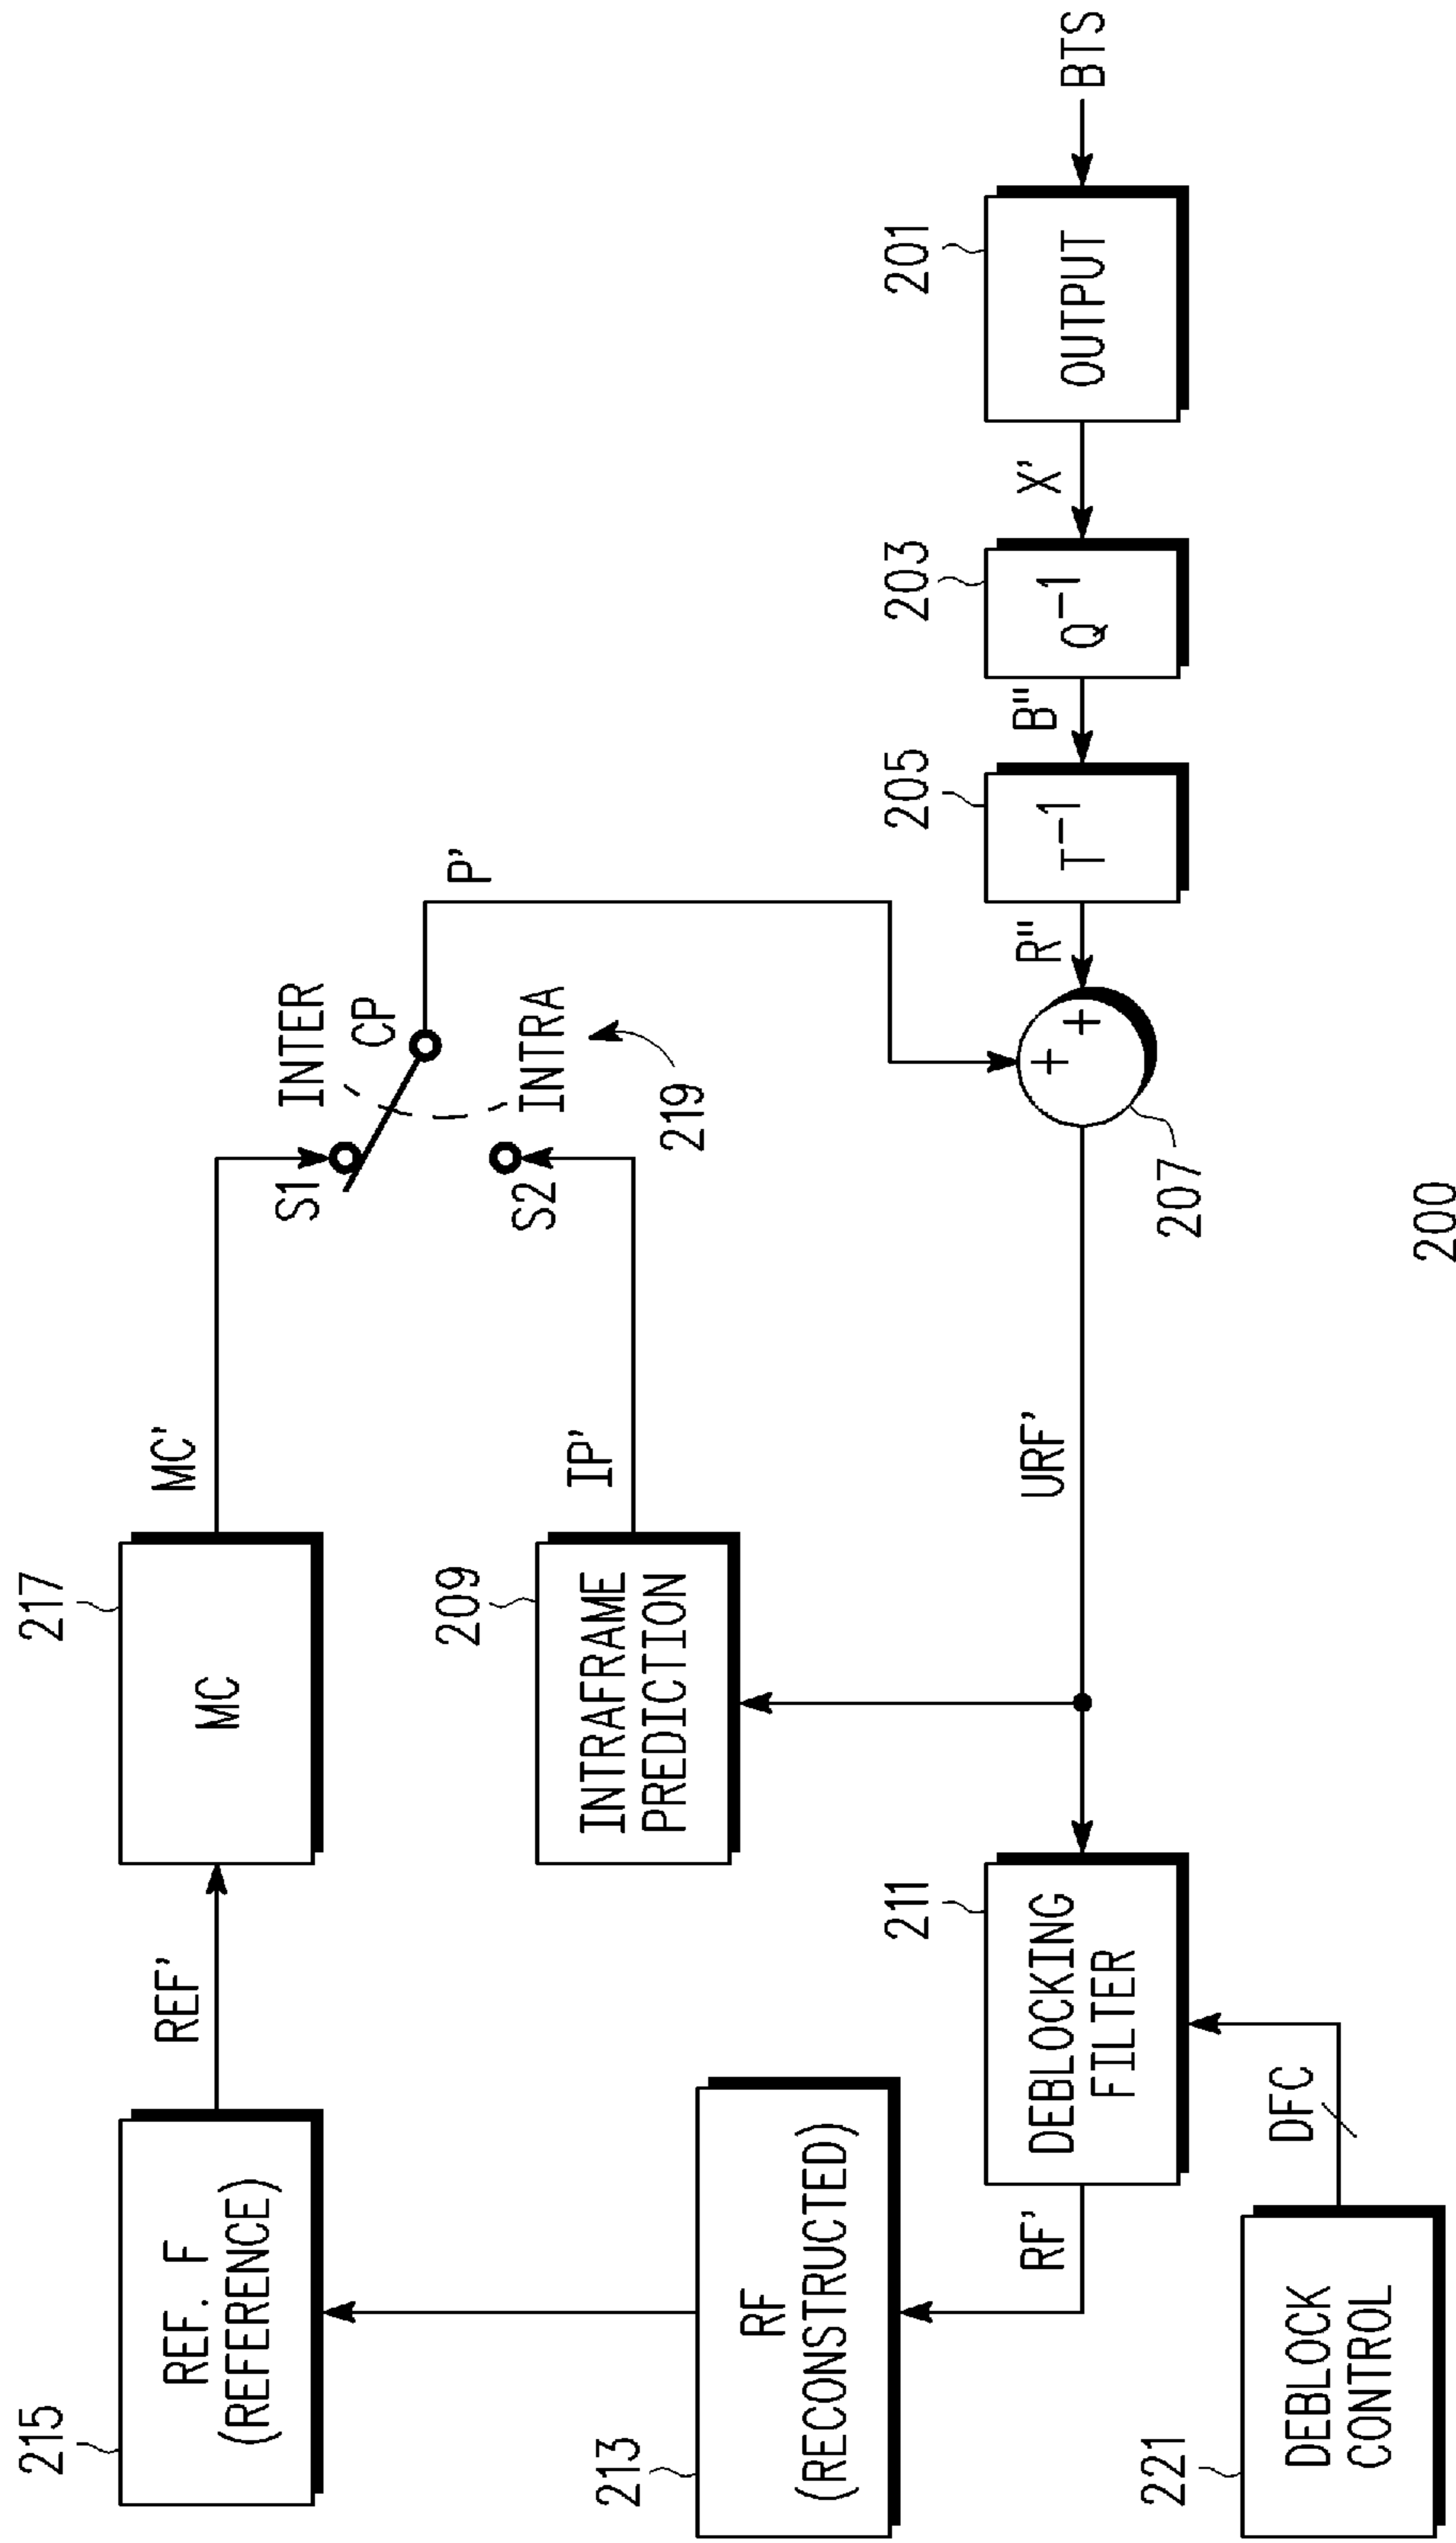 215
REF. F
(REFERENCE)
REF'
217
MC
MC'
S1
INTER
CP
P'
209
INTRAFRAME
PREDICTION
IP'
S2
INTRA
219
213
RF
(RECONSTRUCTED)
RF'
211
DEBLOCKING
FILTER
URF'
207
+
+
R"
205
T-1
B"
203
Q-1
X'
201
OUTPUT
BTS
221
DEBLOCK
CONTROL
DFC
200